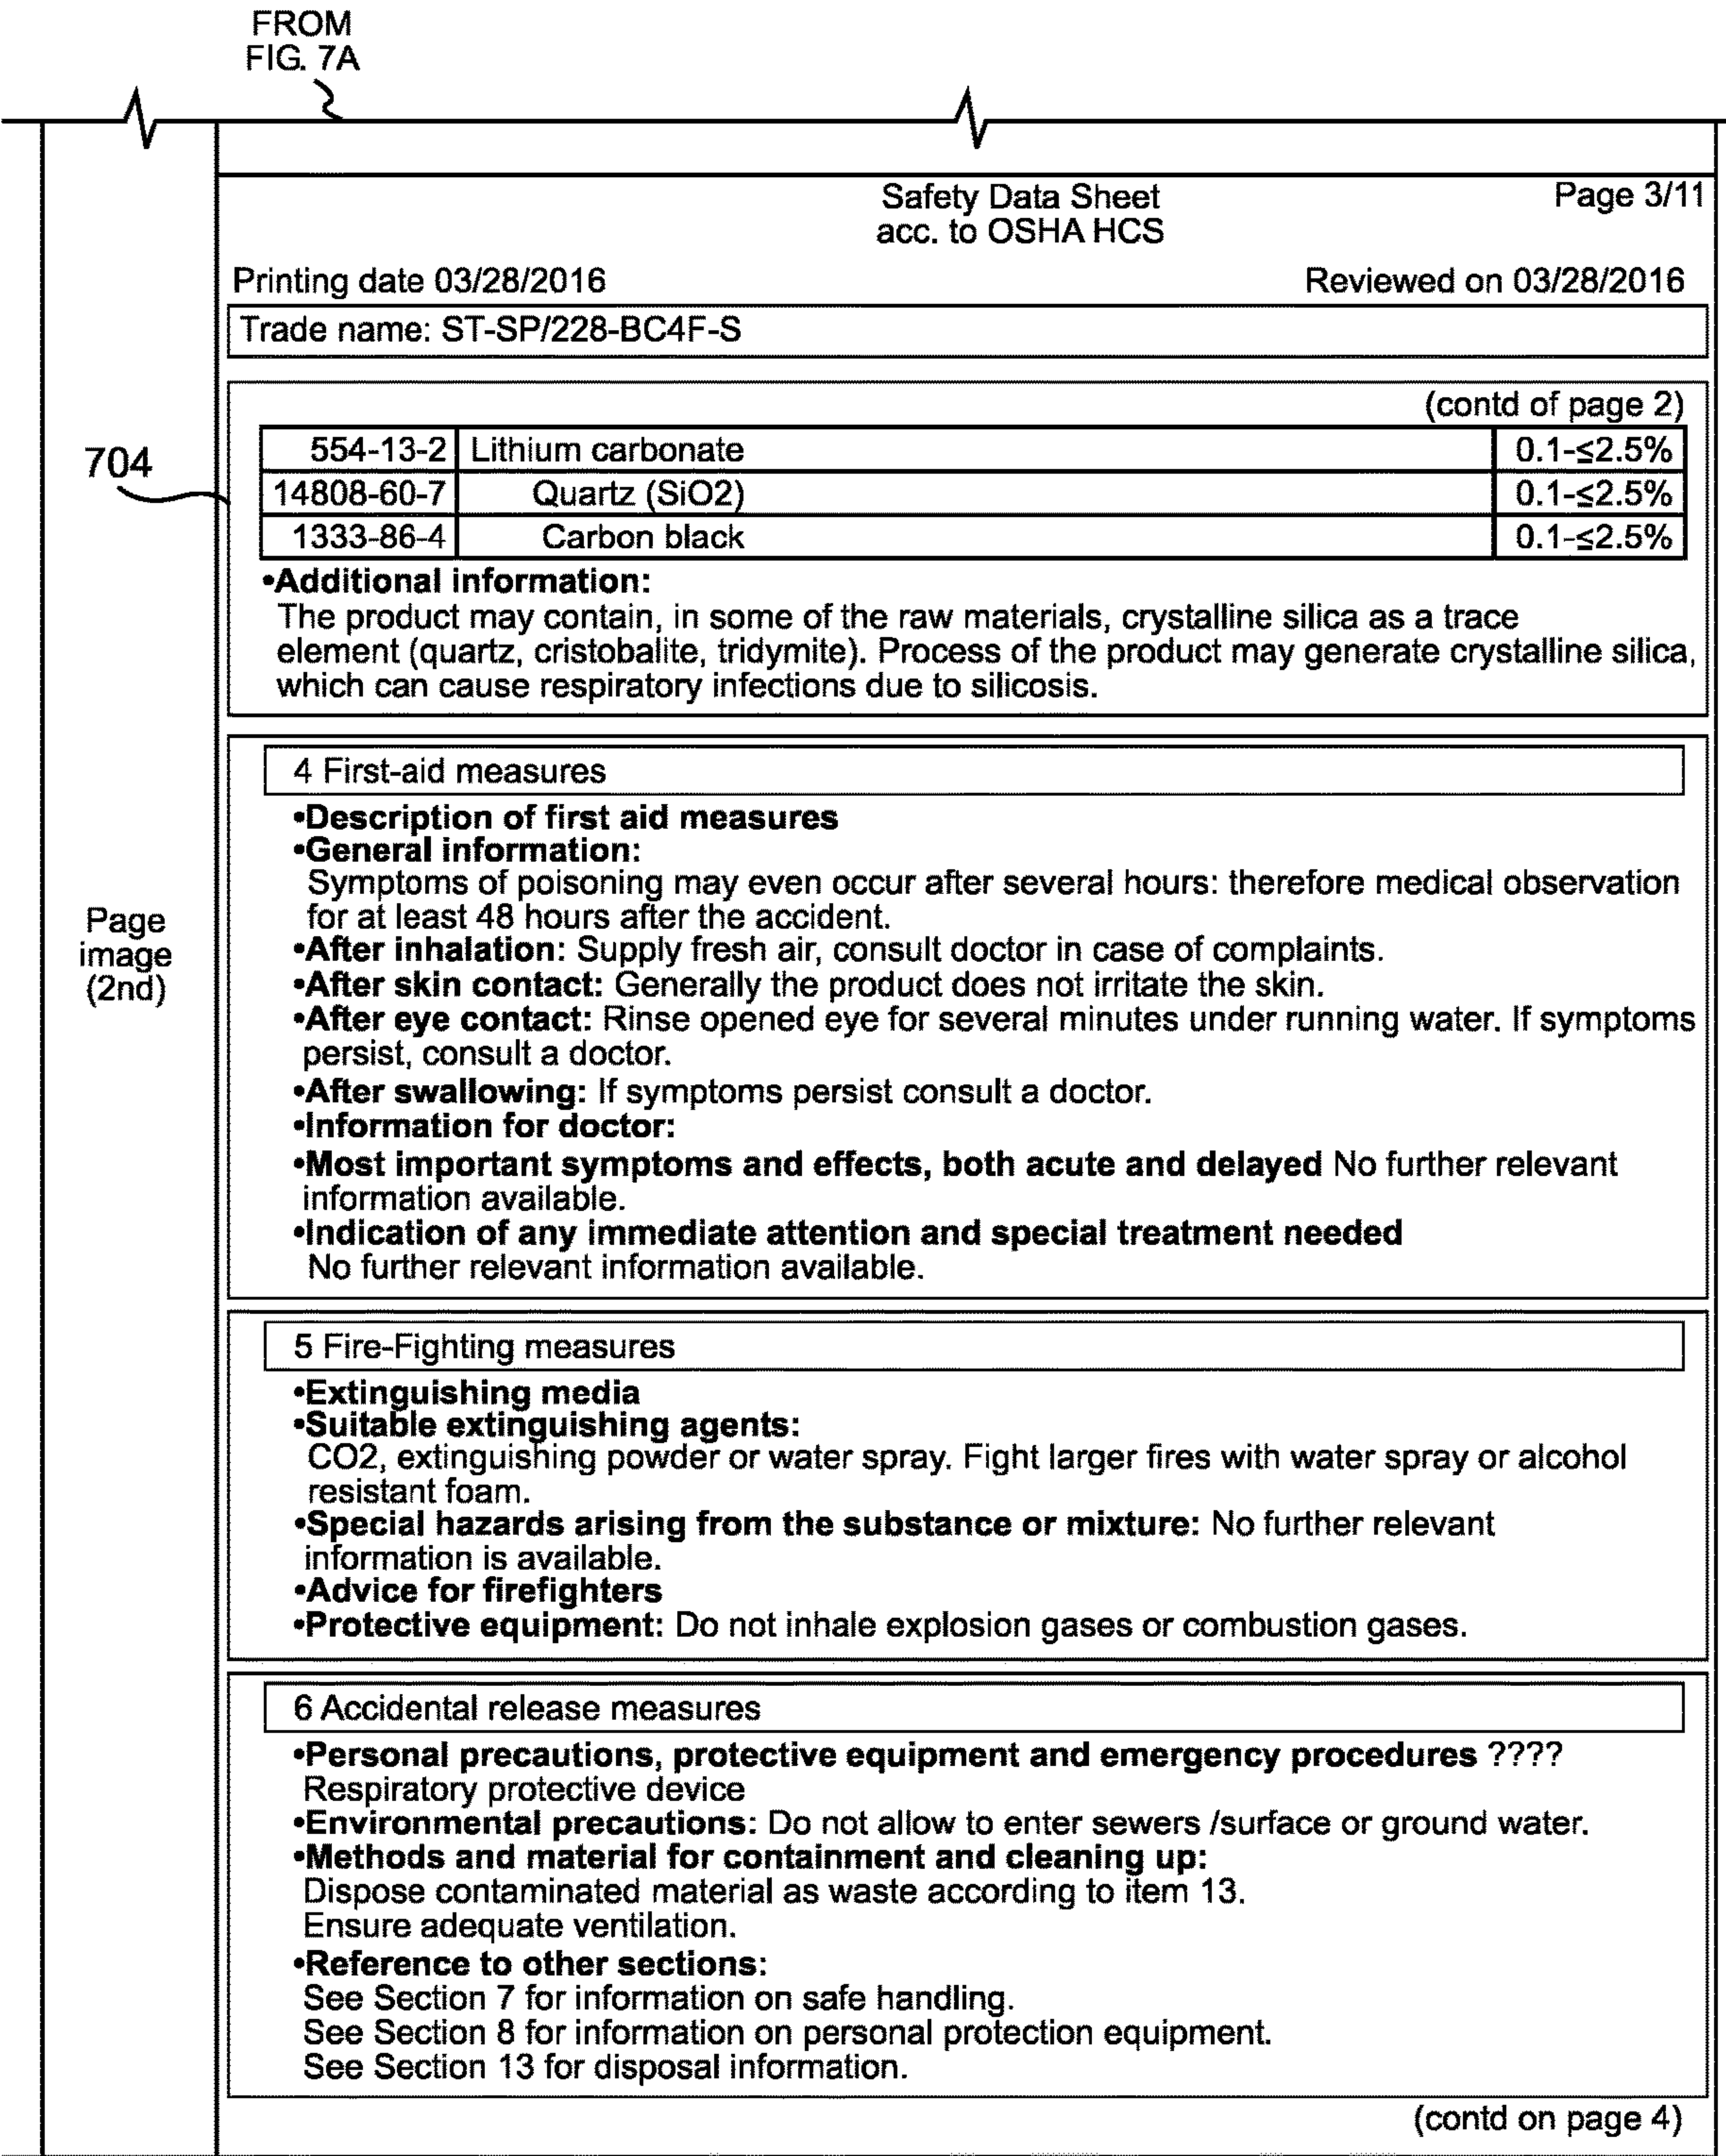 FROM
FIG. 7A
Safety Data Sheet
Page 3/11
acc. to OSHA HCS
Printing date 03/28/2016
Reviewed on 03/28/2016
Trade name: ST-SP/228-BC4F-S
(contd of page 2)
704
554-13-2 Lithium carbonate 0.1-≤2.5%
14808-60-7 Quartz (SiO2) 0.1-≤2.5%
1333-86-4 Carbon black 0.1-≤2.5%
•Additional information:
The product may contain, in some of the raw materials, crystalline silica as a trace
element (quartz, cristobalite, tridymite). Process of the product may generate crystalline silica,
which can cause respiratory infections due to silicosis.
4 First-aid measures
•Description of first aid measures
•General information:
Symptoms of poisoning may even occur after several hours: therefore medical observation
for at least 48 hours after the accident.
Page
image
(2nd)
•After inhalation: Supply fresh air, consult doctor in case of complaints.
•After skin contact: Generally the product does not irritate the skin.
•After eye contact: Rinse opened eye for several minutes under running water. If symptoms
persist, consult a doctor.
•After swallowing: If symptoms persist consult a doctor.
•Information for doctor:
•Most important symptoms and effects, both acute and delayed No further relevant
information available.
•Indication of any immediate attention and special treatment needed
No further relevant information available.
5 Fire-Fighting measures
•Extinguishing media
•Suitable extinguishing agents:
CO2, extinguishing powder or water spray. Fight larger fires with water spray or alcohol
resistant foam.
•Special hazards arising from the substance or mixture: No further relevant
information is available.
•Advice for firefighters
•Protective equipment: Do not inhale explosion gases or combustion gases.
6 Accidental release measures
•Personal precautions, protective equipment and emergency procedures ????
Respiratory protective device
•Environmental precautions: Do not allow to enter sewers /surface or ground water.
•Methods and material for containment and cleaning up:
Dispose contaminated material as waste according to item 13.
Ensure adequate ventilation.
•Reference to other sections:
See Section 7 for information on safe handling.
See Section 8 for information on personal protection equipment.
See Section 13 for disposal information.
(contd on page 4)